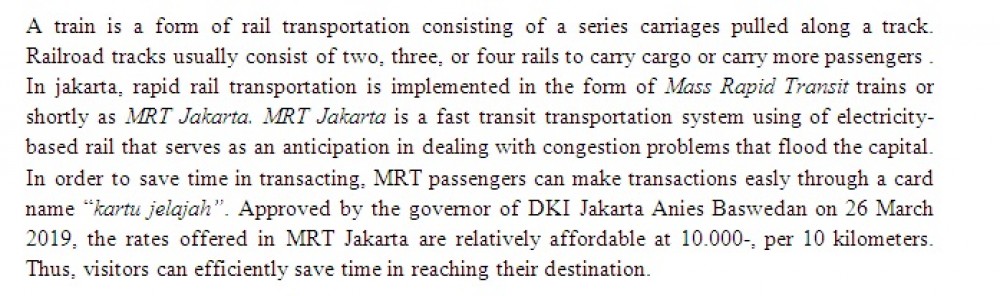 A train is a form of rail transportation consisting of a series carriages pulled along a track.
Railroad tracks usually consist of two, three, or four rails to carry cargo or carry more passengers .
In jakarta, rapid rail transportation is implemented in the form of Mass Rapid Transit trains or
shortly as MRT Jakarta. MRT Jakarta is a fast transit transportation system using of electricity-
based rail that serves as an anticipation in dealing with congestion problems that flood the capital.
In order to save time in transacting, MRT passengers can make transactions easly through a card
name “kartu jelajah”. Approved by the governor of DKI Jakarta Anies Baswedan on 26 March
2019, the rates offered in MRT Jakarta are relatively affordable at 10.000-, per 10 kilometers.
Thus, visitors can efficiently save time in reaching their destination.